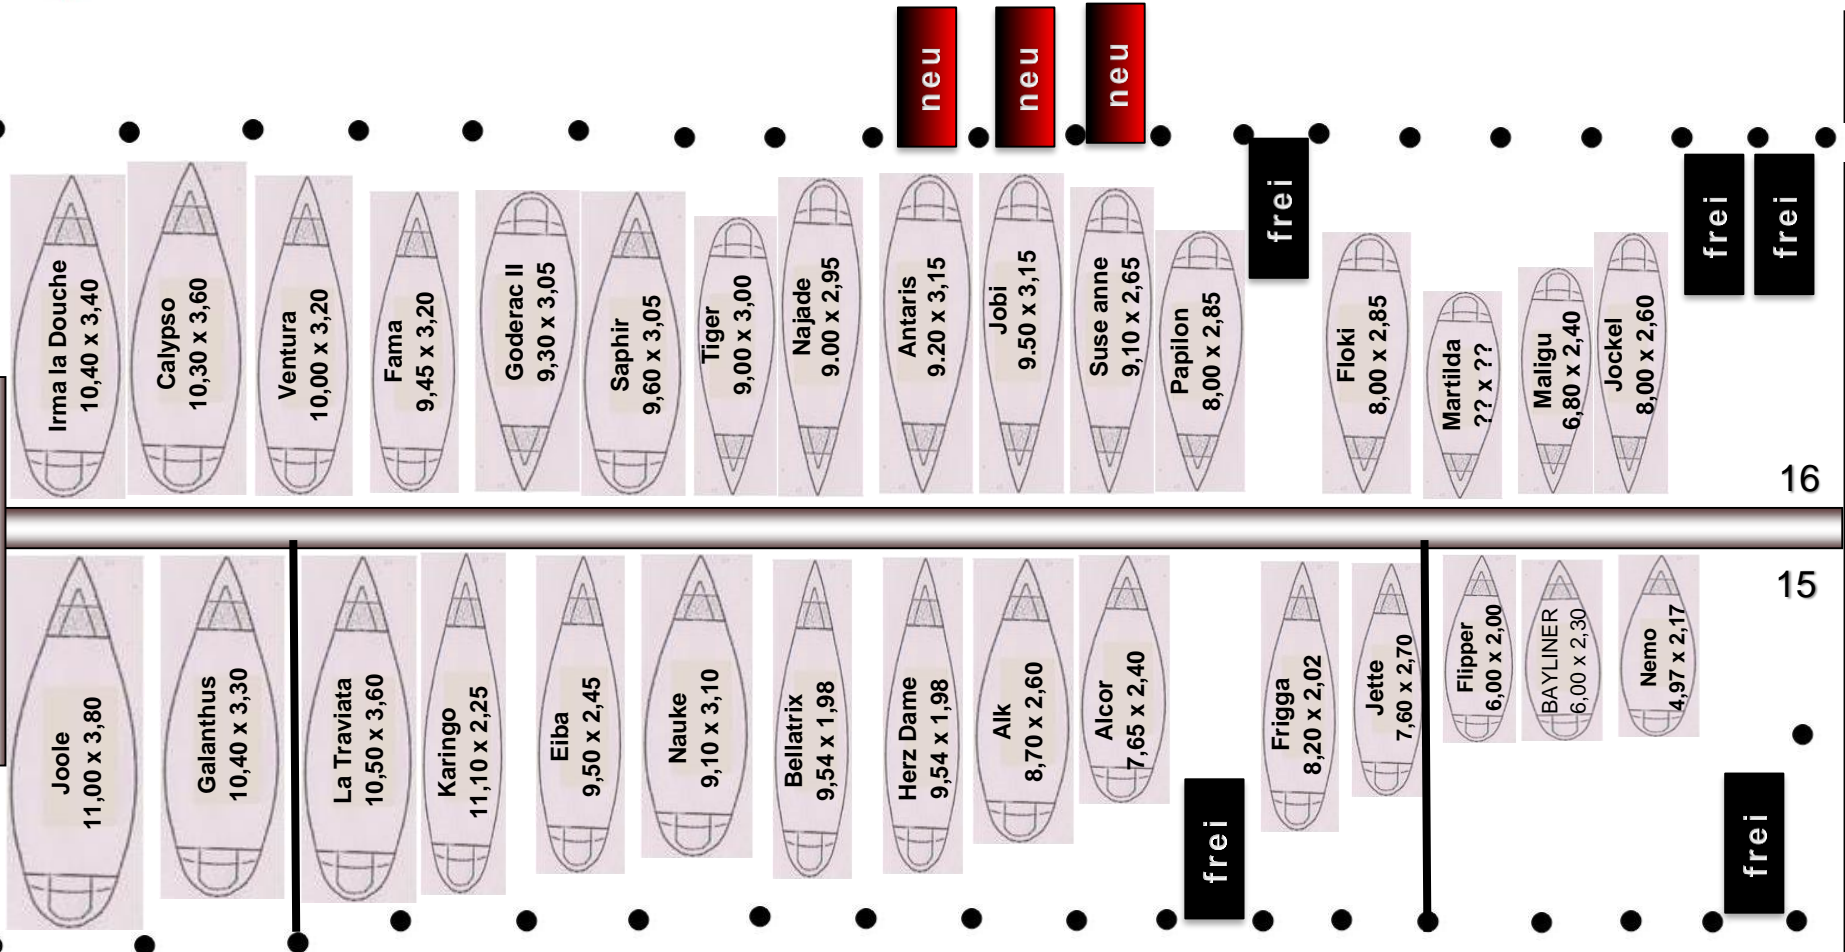 neu
neu
neu
frei
frei
frei
Irma la Douche
10,40 x 3,40
Calypso
10,30 x 3,60
Ventura
10,00 x 3,20
Fama
9,45 x 3,20
Goderac II
9,30 x 3,05
Saphir
9,60 x 3,05
Tiger
9,00 x 3,00
Najade
9.00 x 2,95
Antaris
9.20 x 3,15
Jobi
9.50 x 3,15
Suse anne
9,10 x 2,65
Papilon
8,00 x 2,85
Floki
8,00 x 2,85
Martilda
?? x ??
Maligu
6,80 x 2,40
Jockel
8,00 x 2,60
16
15
Joole
11,00 x 3,80
Galanthus
10,40 x 3,30
La Traviata
10,50 x 3,60
Karingo
11,10 x 2,25
Eiba
9,50 x 2,45
Nauke
9,10 x 3,10
Bellatrix
9,54 x 1,98
Herz Dame
9,54 x 1,98
Alk
8,70 x 2,60
Alcor
7,65 x 2,40
frei
Frigga
8,20 x 2,02
Jette
7,60 x 2,70
Flipper
6,00 x 2,00
BAYLINER
6,00 x 2,30
Nemo
4,97 x 2,17
frei